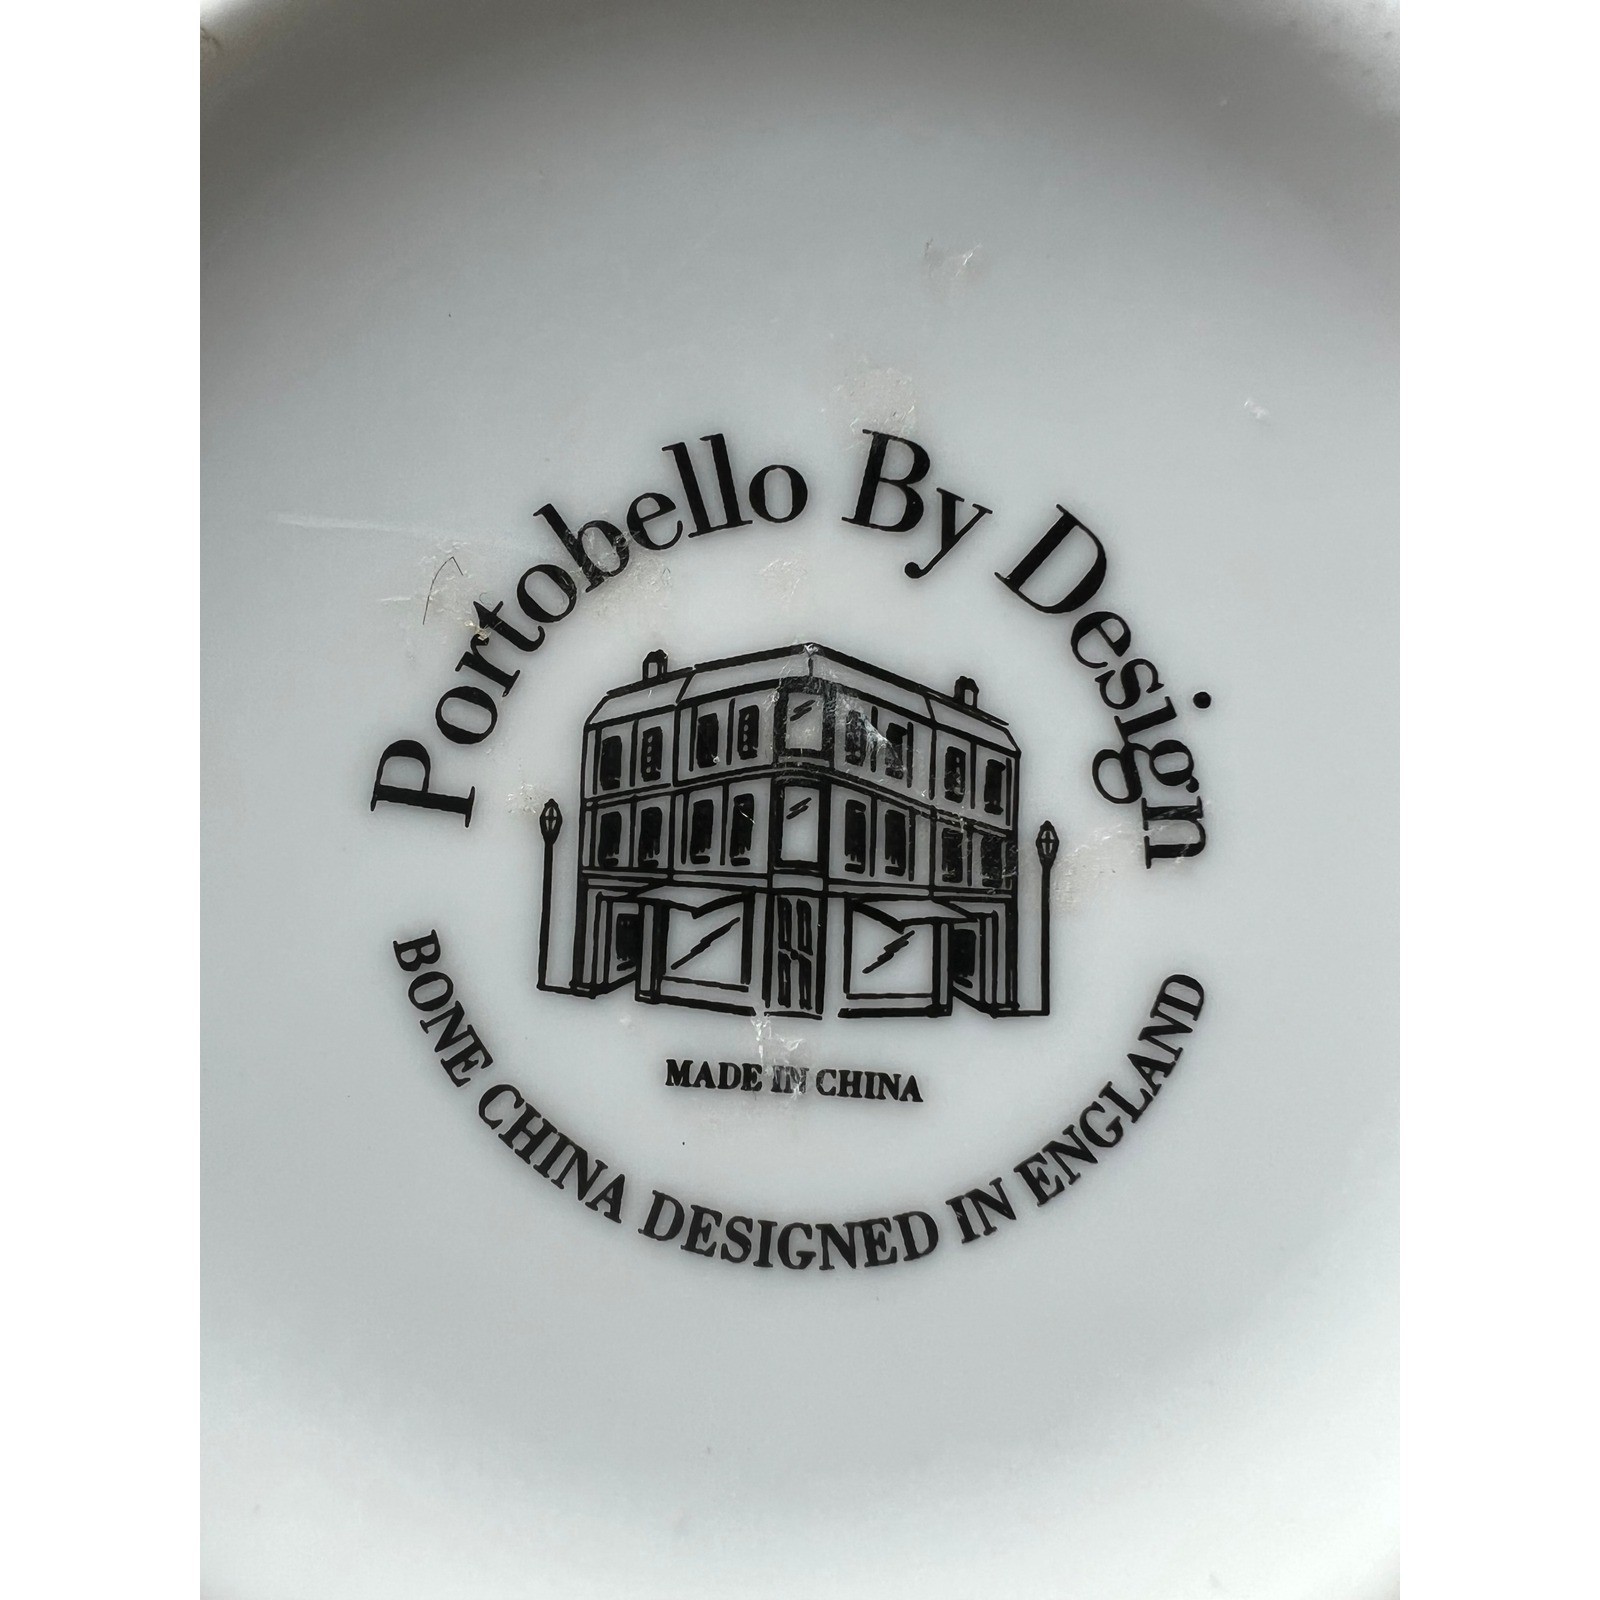 Portobello By Design
MADE IN CHINA
BONE CHINA DESIGNED IN ENGLAND